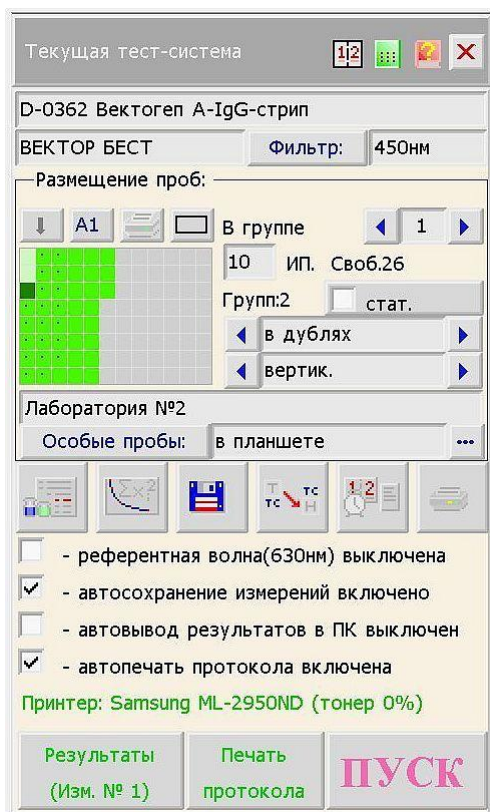 Текущая тест-система
1 2
D-0362 Вектогеп A-IgG-стрип
ВЕКТОР БЕСТ Фильтр: 450нм
Размещение проб:
A1 В группе 1
10 ИП. Своб.26
Групп:2 стат.
в дублях
вертик.
Лаборатория №2
Особые пробы: в планшете ...
- референтная волна(630нм) выключена
- автосохранение измерений включено
- автовывод результатов в ПК выключен
- автопечать протокола включена
Принтер: Samsung ML-2950ND (тонер 0%)
Результаты
(Изм. № 1)
Печать
протокола
ПУСК